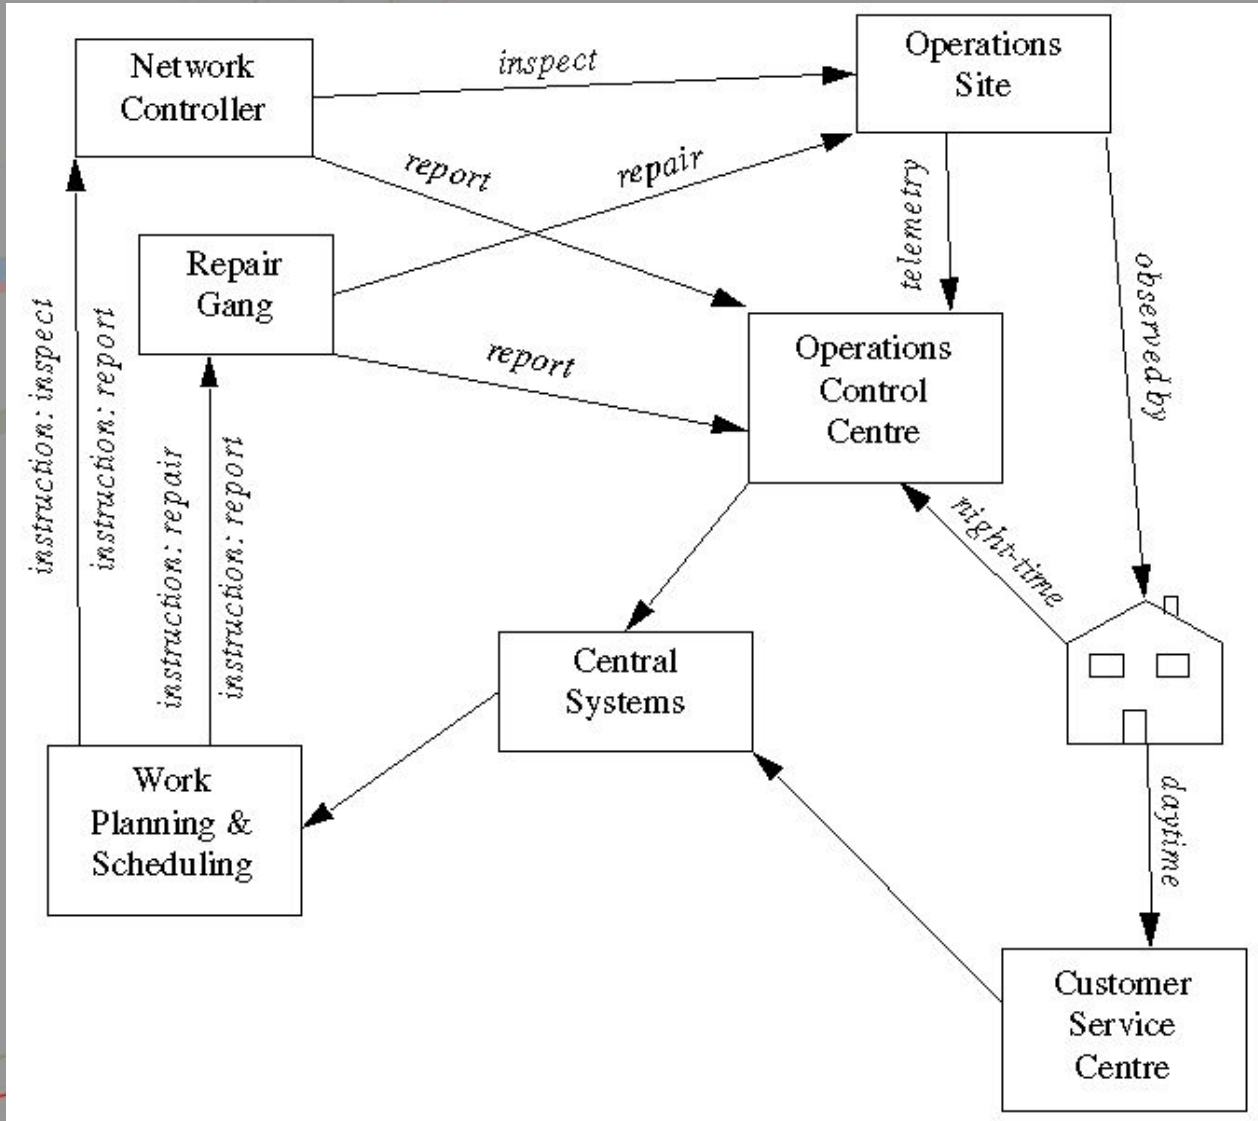 Network
Controller
inspect
Operations
Site
report
repair
telemetry
observed by
Repair
Gang
report
Operations
Control
Centre
instruction: inspect
instruction: report
instruction: repair
instruction: report
night-time
Central
Systems
Work
Planning &
Scheduling
daytime
Customer
Service
Centre